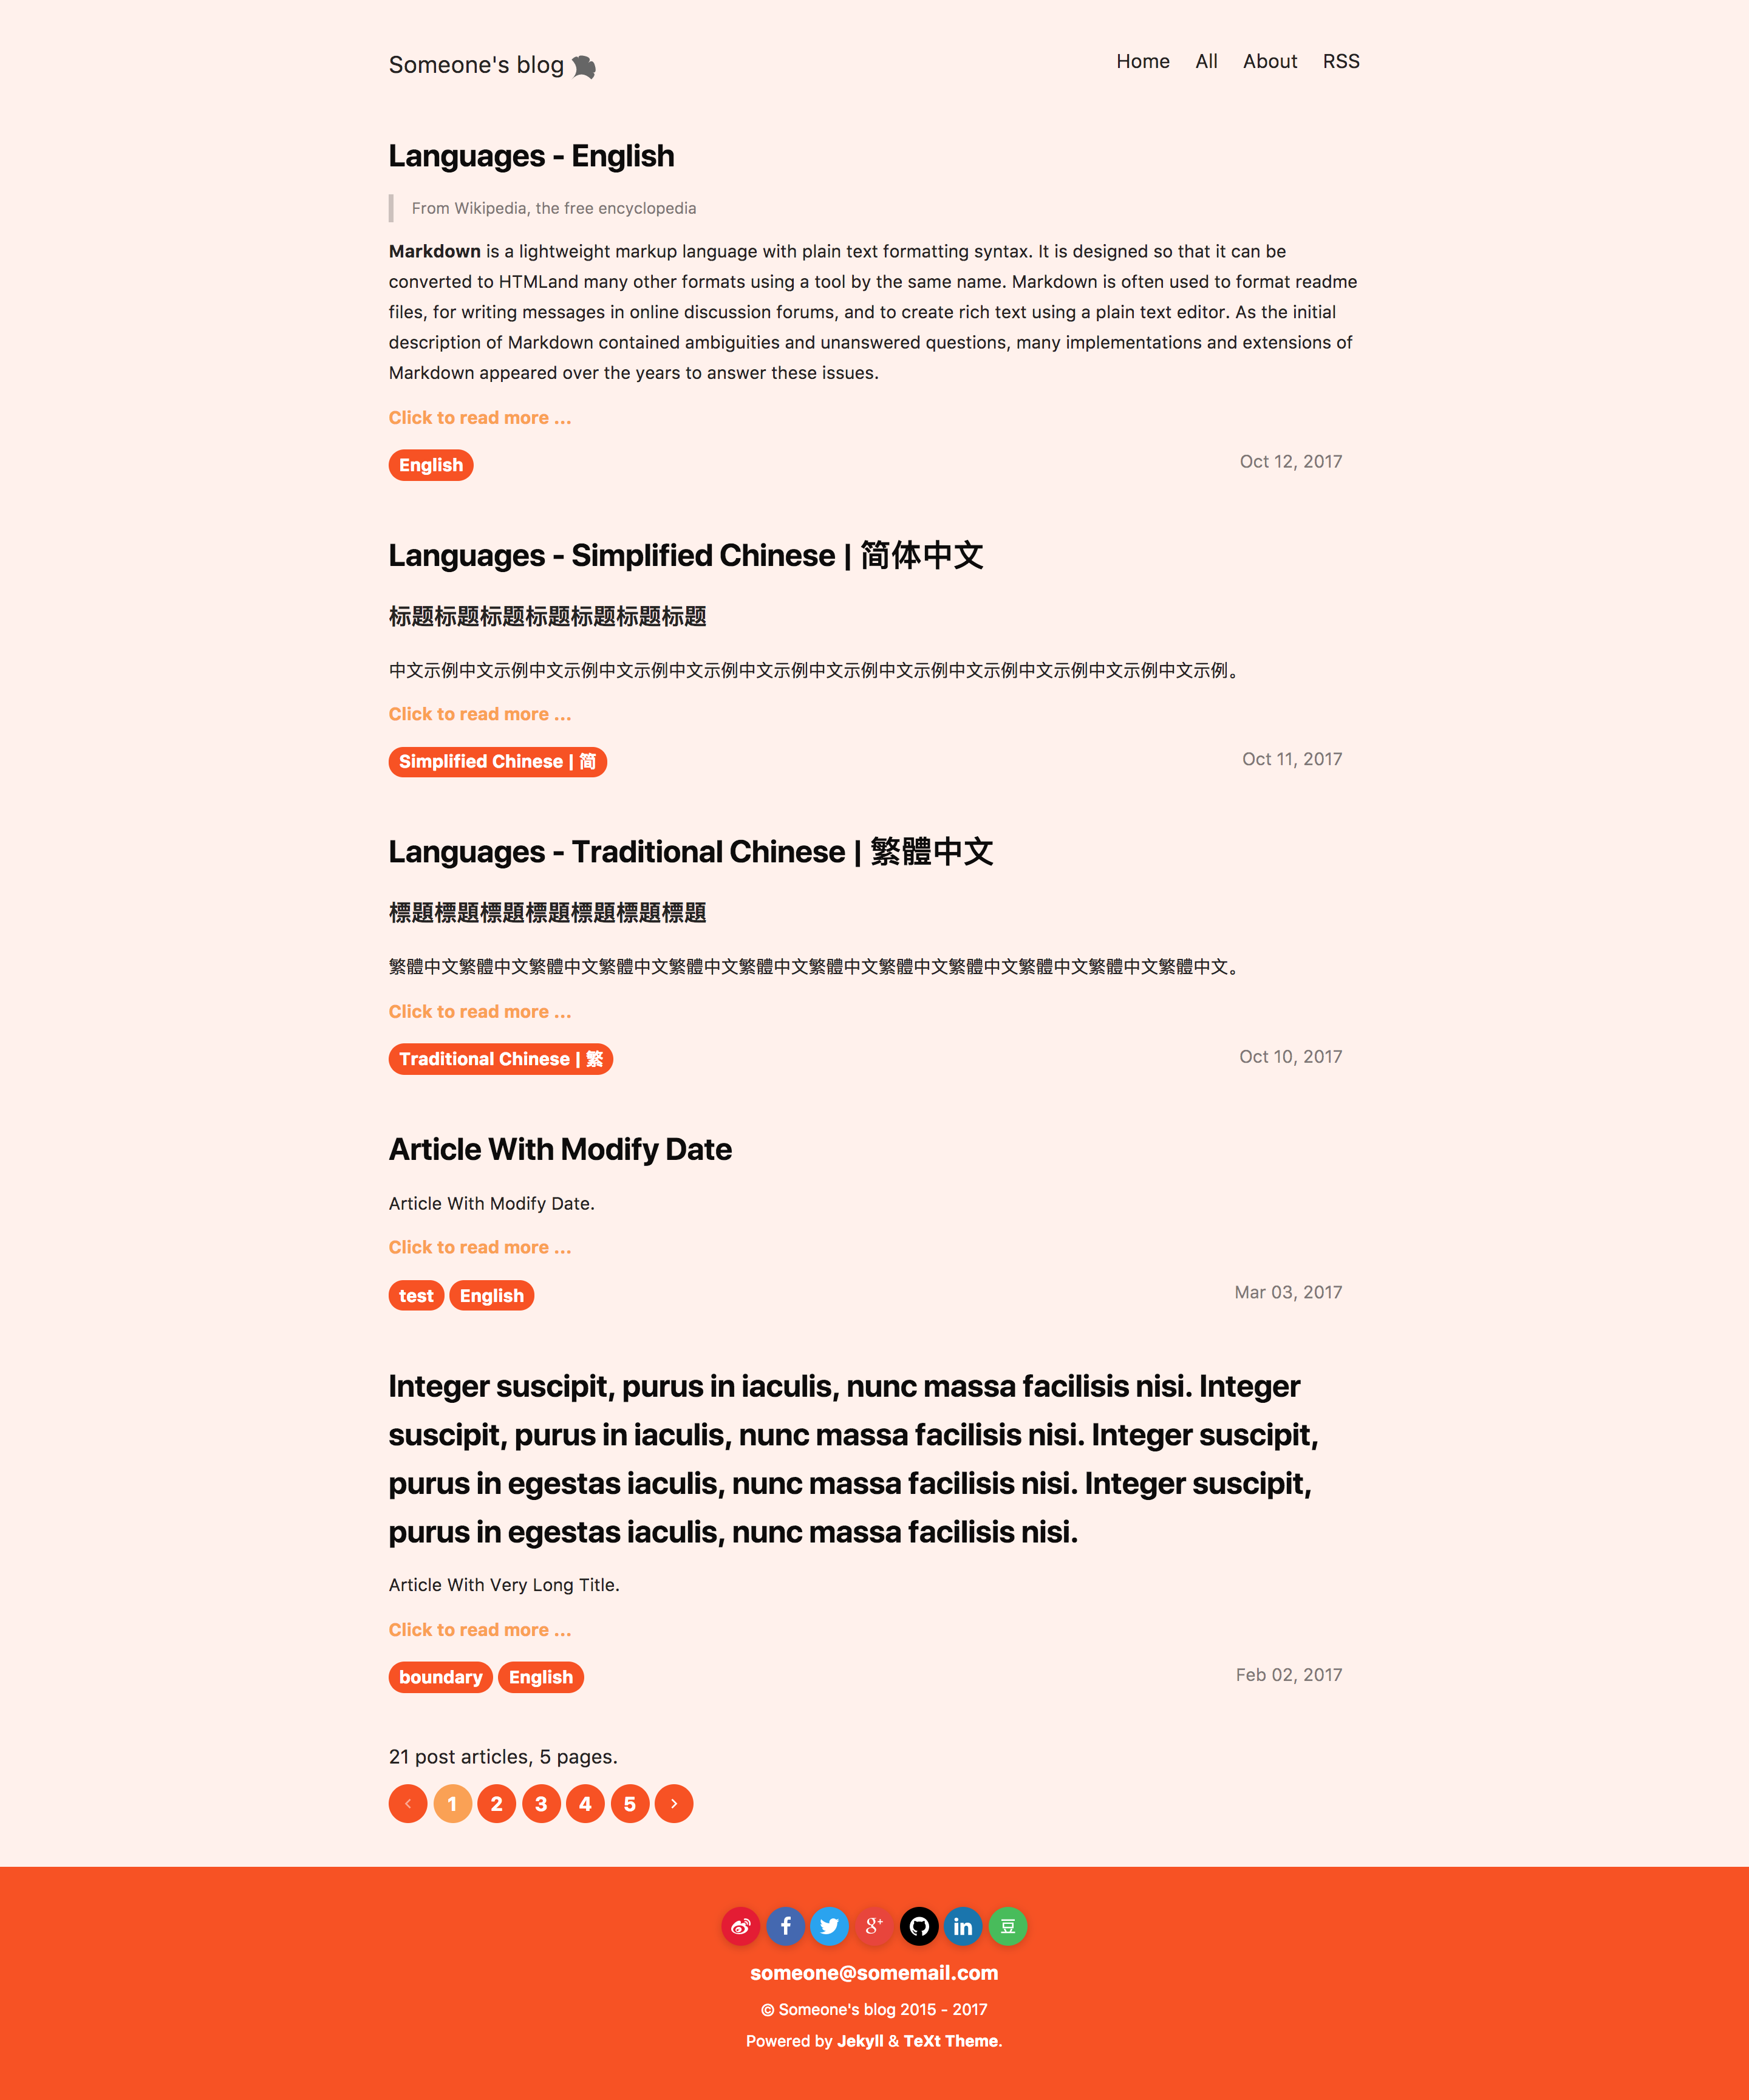 Someone's blog
Home All About RSS
Languages - English
From Wikipedia, the free encyclopedia
Markdown is a lightweight markup language with plain text formatting syntax. It is designed so that it can be
converted to HTMLand many other formats using a tool by the same name. Markdown is often used to format readme
files, for writing messages in online discussion forums, and to create rich text using a plain text editor. As the initial
description of Markdown contained ambiguities and unanswered questions, many implementations and extensions of
Markdown appeared over the years to answer these issues.
Click to read more ...
English
Oct 12, 2017
Languages - Simplified Chinese | 简体中文
标题标题标题标题标题标题标题
中文示例中文示例中文示例中文示例中文示例中文示例中文示例中文示例中文示例中文示例中文示例中文示例。
Click to read more ...
Simplified Chinese | 简
Oct 11, 2017
Languages - Traditional Chinese | 繁體中文
標題標題標題標題標題標題標題
繁體中文繁體中文繁體中文繁體中文繁體中文繁體中文繁體中文繁體中文繁體中文繁體中文繁體中文繁體中文。
Click to read more ...
Traditional Chinese | 繁
Oct 10, 2017
Article With Modify Date
Article With Modify Date.
Click to read more ...
test English
Mar 03, 2017
Integer suscipit, purus in iaculis, nunc massa facilisis nisi. Integer
suscipit, purus in iaculis, nunc massa facilisis nisi. Integer suscipit,
purus in egestas iaculis, nunc massa facilisis nisi. Integer suscipit,
purus in egestas iaculis, nunc massa facilisis nisi.
Article With Very Long Title.
Click to read more ...
boundary English
Feb 02, 2017
21 post articles, 5 pages.
‹ 1 2 3 4 5 ›
f g+ in 豆
someone@somemail.com
© Someone's blog 2015 - 2017
Powered by Jekyll & TeXt Theme.